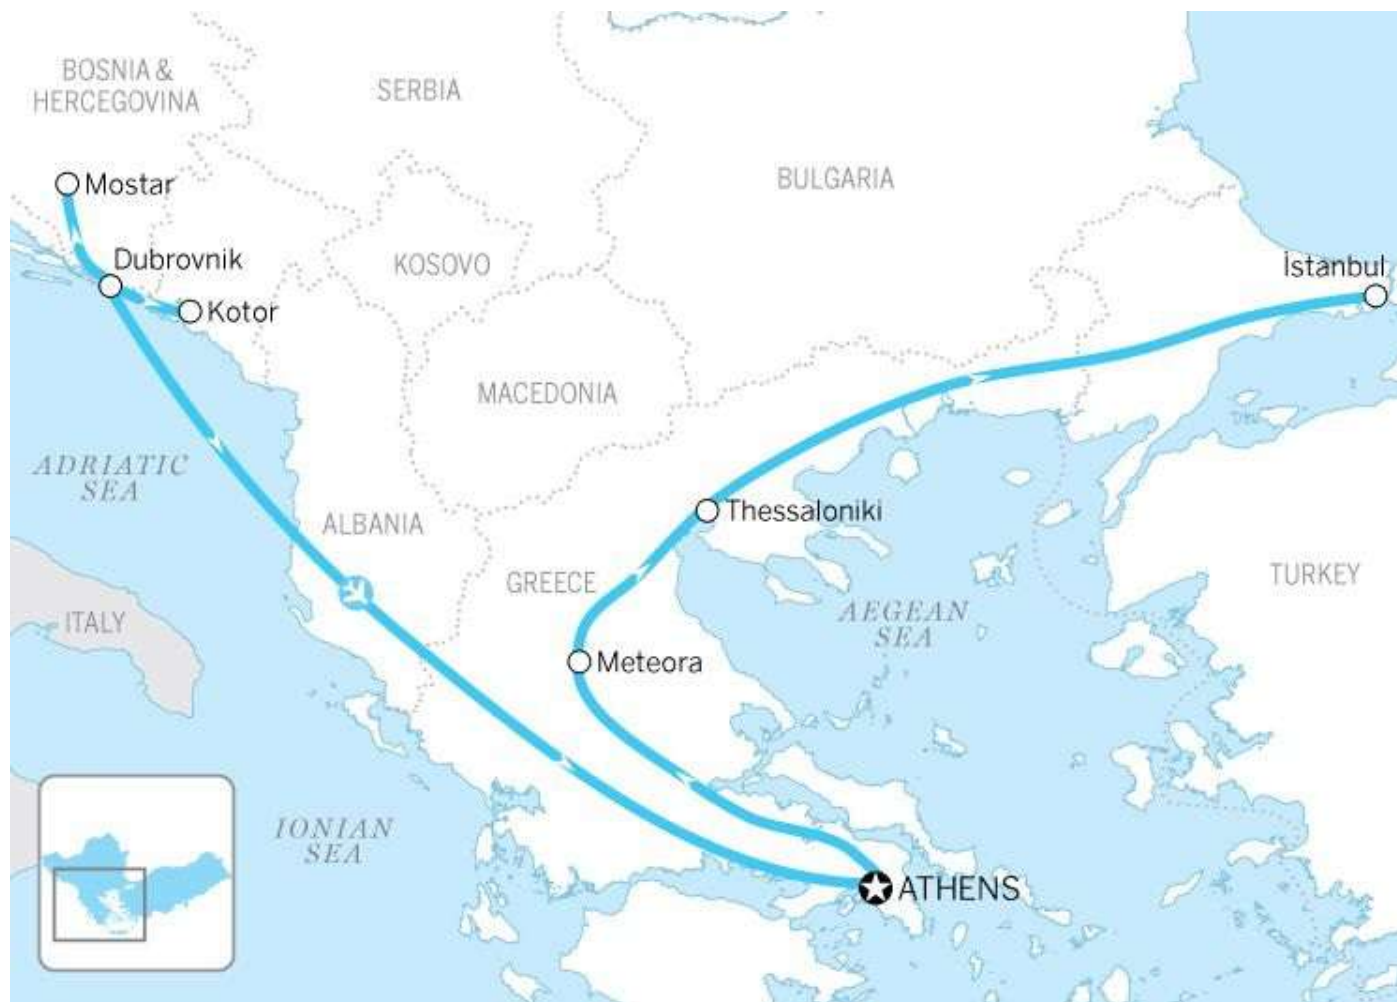 BOSNIA &
HERCEGOVINA
SERBIA
BULGARIA
Mostar
Dubrovnik
KOSOVO
İstanbul
Kotor
MACEDONIA
ADRIATIC
SEA
ALBANIA
Thessaloniki
GREECE
TURKEY
AEGEAN
SEA
ITALY
Meteora
IONIAN
SEA
ATHENS